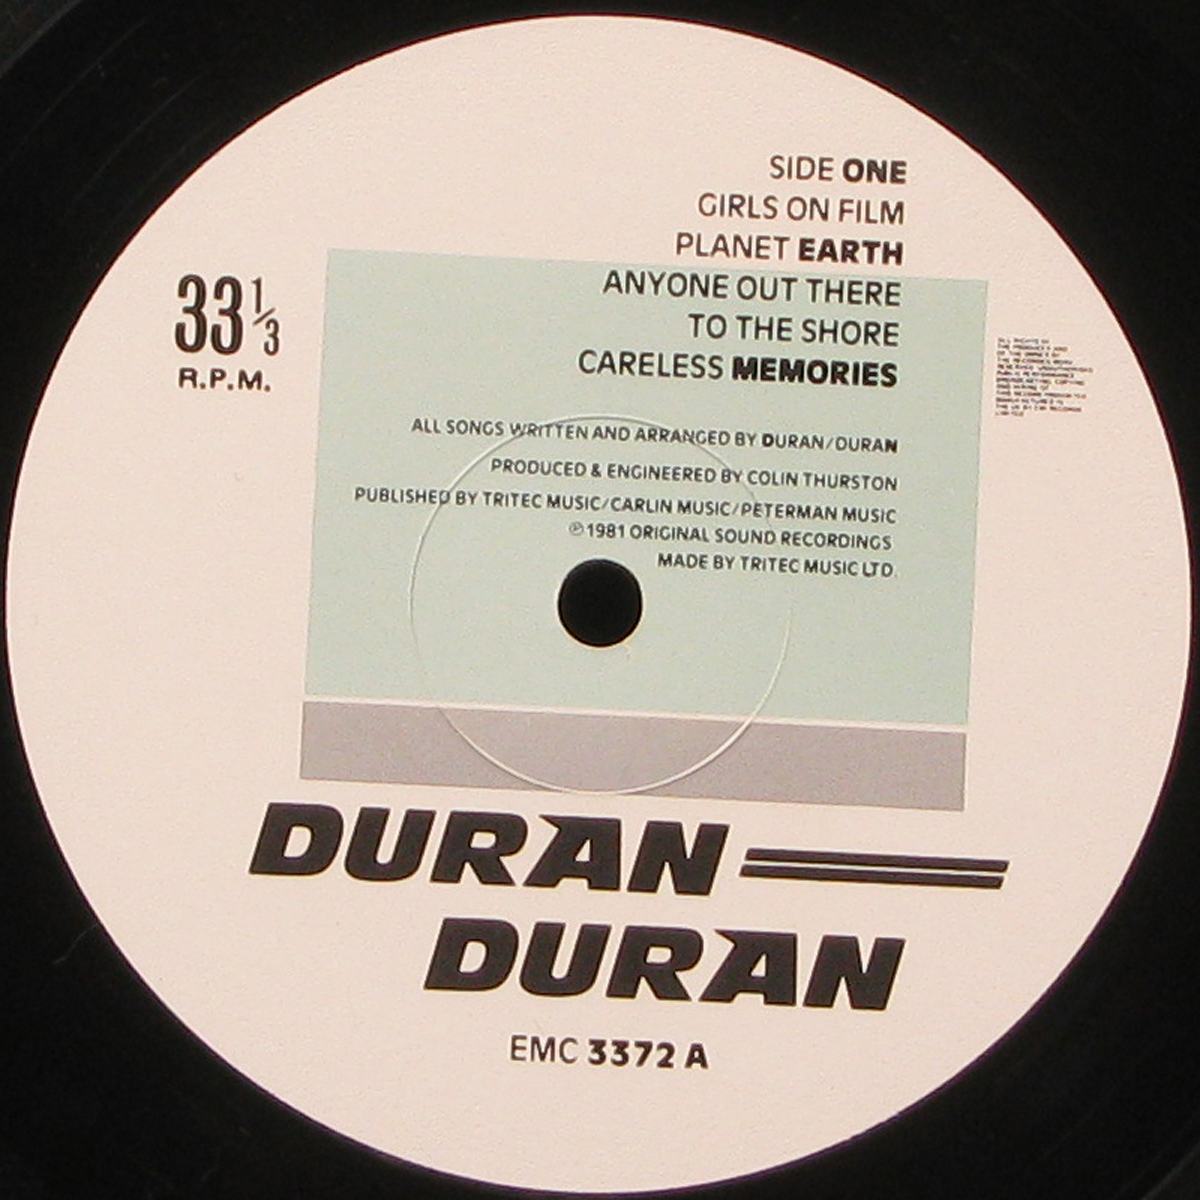 SIDE ONE
GIRLS ON FILM
PLANET EARTH
ANYONE OUT THERE
TO THE SHORE
CARELESS MEMORIES
33 1/3
R.P.M.
ALL SONGS WRITTEN AND ARRANGED BY DURAN/DURAN
PRODUCED & ENGINEERED BY COLIN THURSTON
PUBLISHED BY TRITEC MUSIC/CARLIN MUSIC/PETERMAN MUSIC
℗1981 ORIGINAL SOUND RECORDINGS
MADE BY TRITEC MUSIC LTD.
DURAN
DURAN
EMC 3372 A